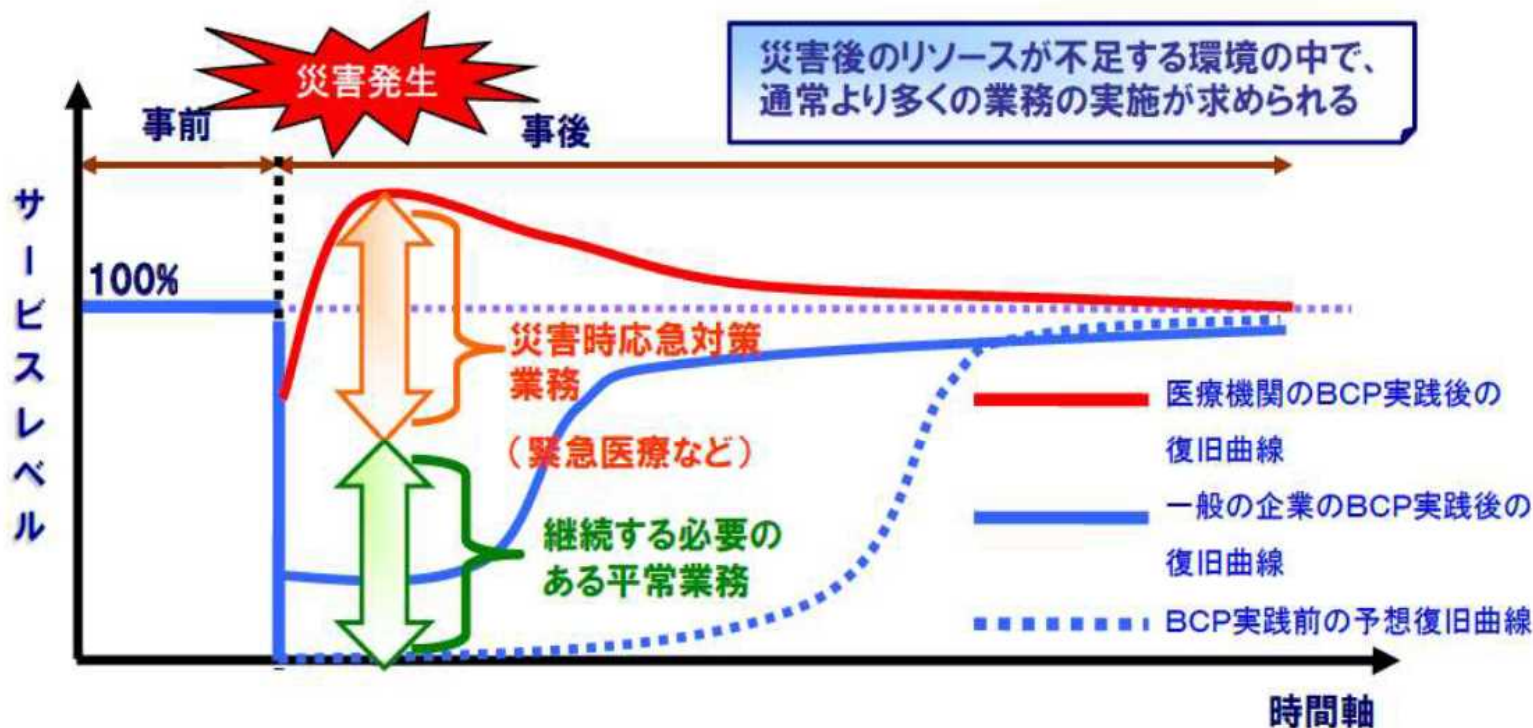 災害発生
災害後のリソースが不足する環境の中で、
通常より多くの業務の実施が求められる
事前
事後
サービスレベル
100%
災害時応急対策
業務
（緊急医療など）
継続する必要の
ある平常業務
医療機関のBCP実践後の
復旧曲線
一般の企業のBCP実践後の
復旧曲線
BCP実践前の予想復旧曲線
時間軸